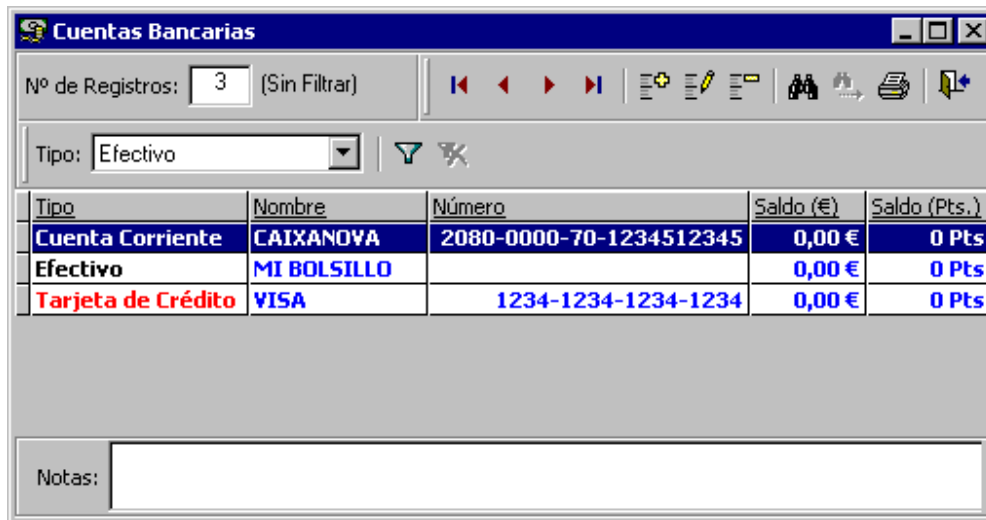 Cuentas Bancarias
Nº de Registros: 3 (Sin Filtrar)
Tipo: Efectivo
Tipo Nombre Número Saldo (€) Saldo (Pts.)
Cuenta Corriente CAIXANOVA 2080-0000-70-1234512345 0,00 € 0 Pts
Efectivo MI BOLSILLO 0,00 € 0 Pts
Tarjeta de Crédito VISA 1234-1234-1234-1234 0,00 € 0 Pts
Notas: